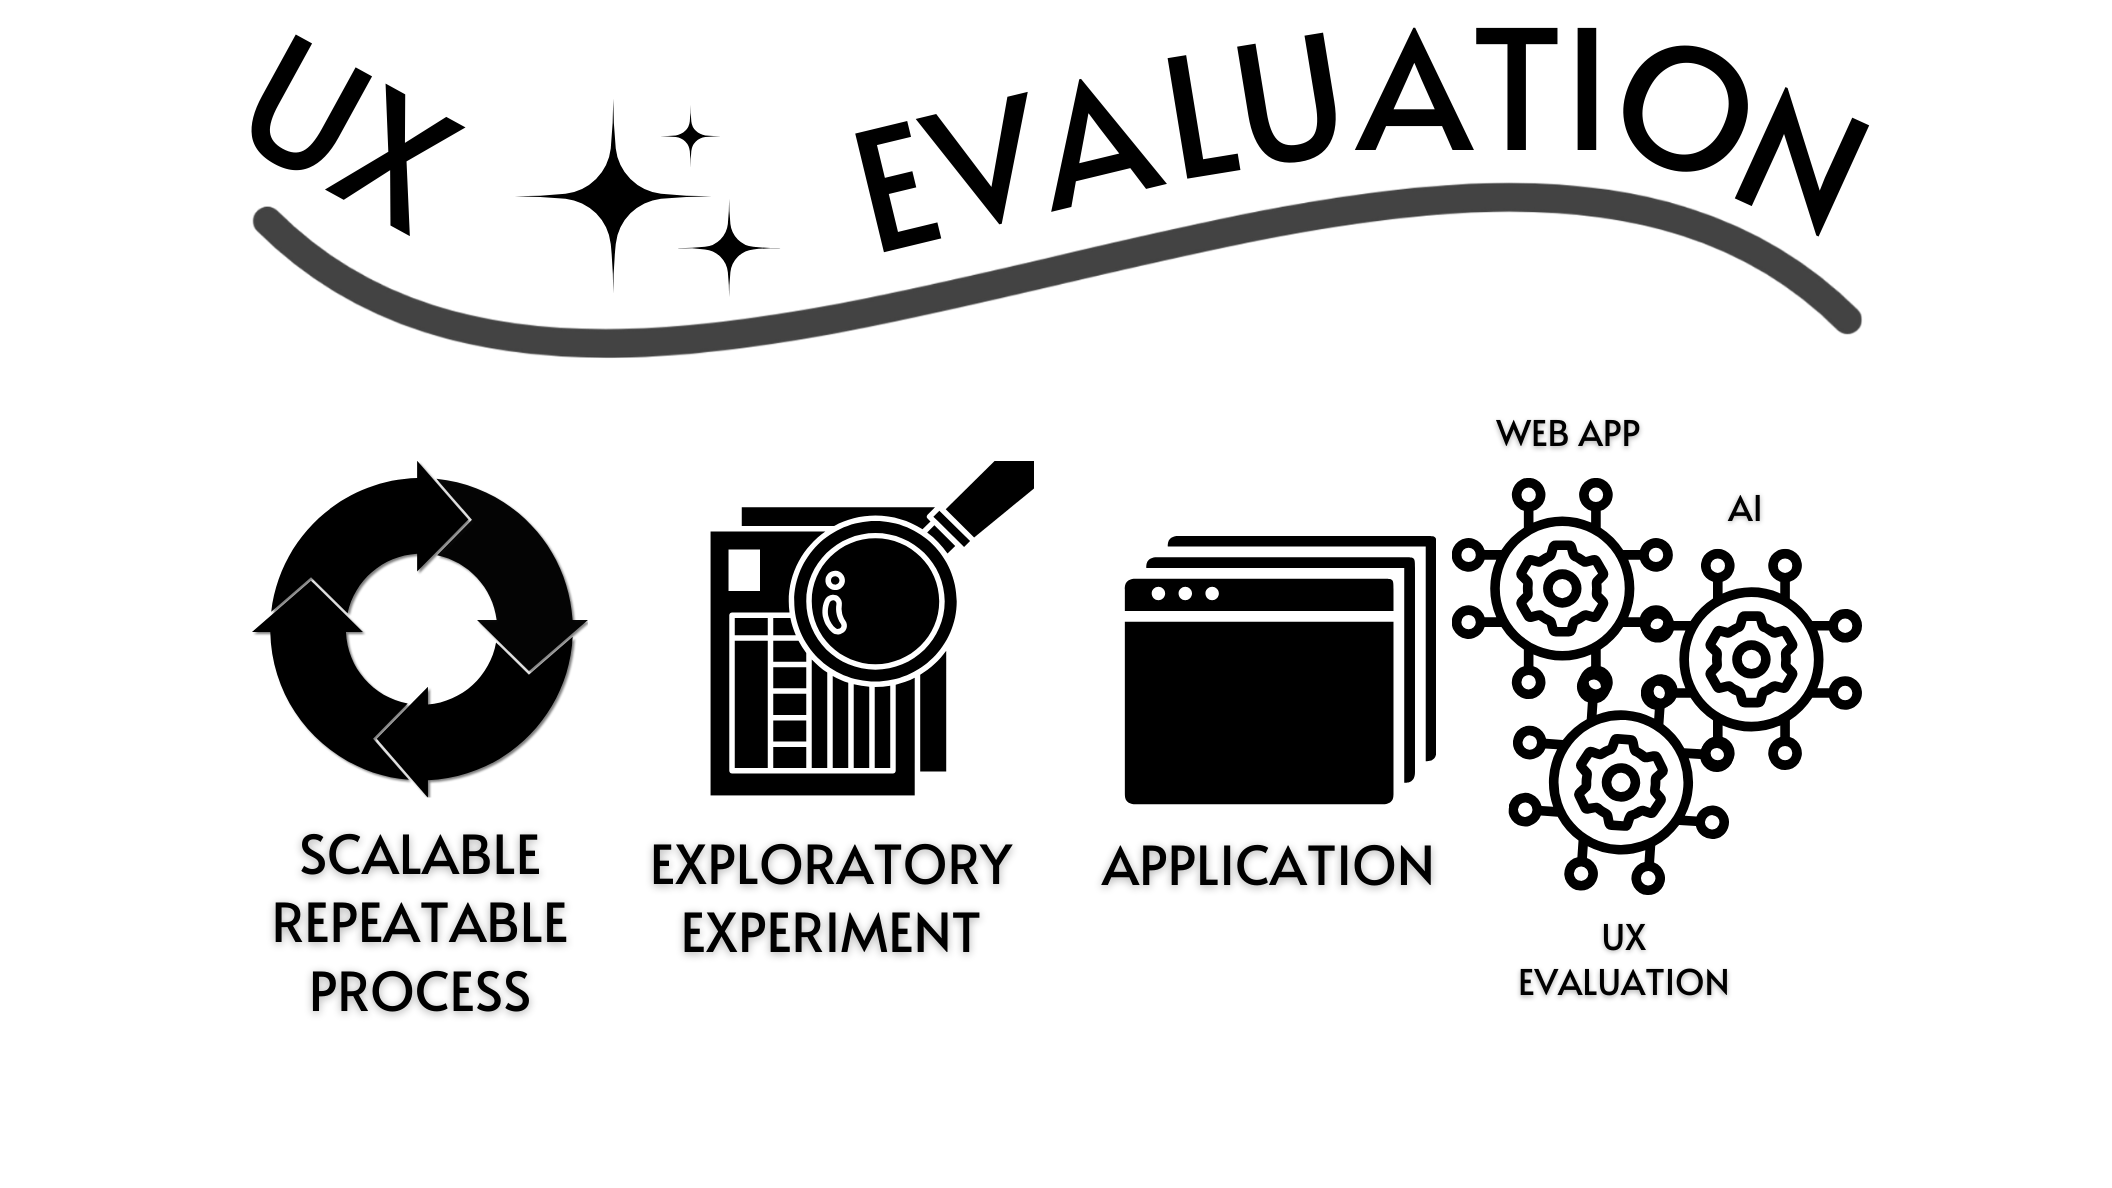 UX EVALUATION
SCALABLE
REPEATABLE
PROCESS
EXPLORATORY
EXPERIMENT
APPLICATION
WEB APP
AI
UX
EVALUATION